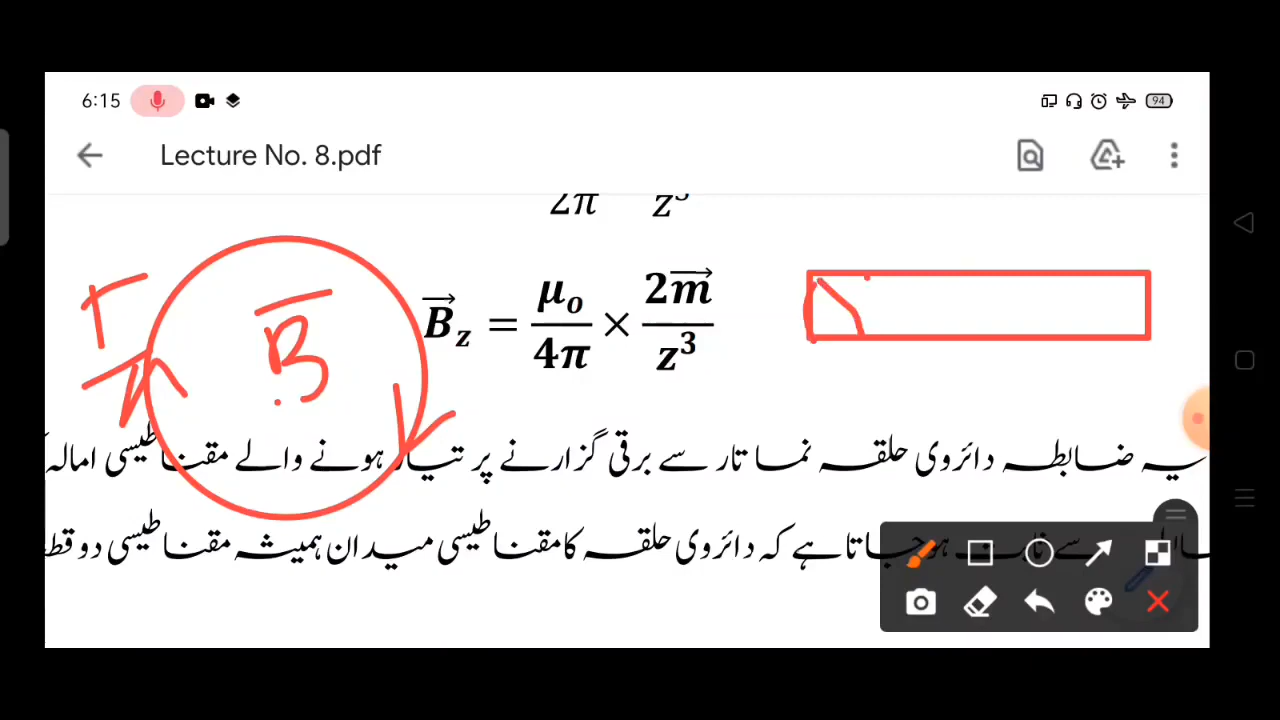 6:15 94
Lecture No. 8.pdf
2π z³
B⃗z = μo/4π × 2m⃗/z³
B
یہ ضابطہ دائروی حلقہ نما تار سے برقی گزارنے پر تیار ہونے والے مقناطیسی امالہ
ہوجاتا ہے کہ دائروی حلقہ کا مقناطیسی میدان ہمیشہ مقناطیسی دو قط